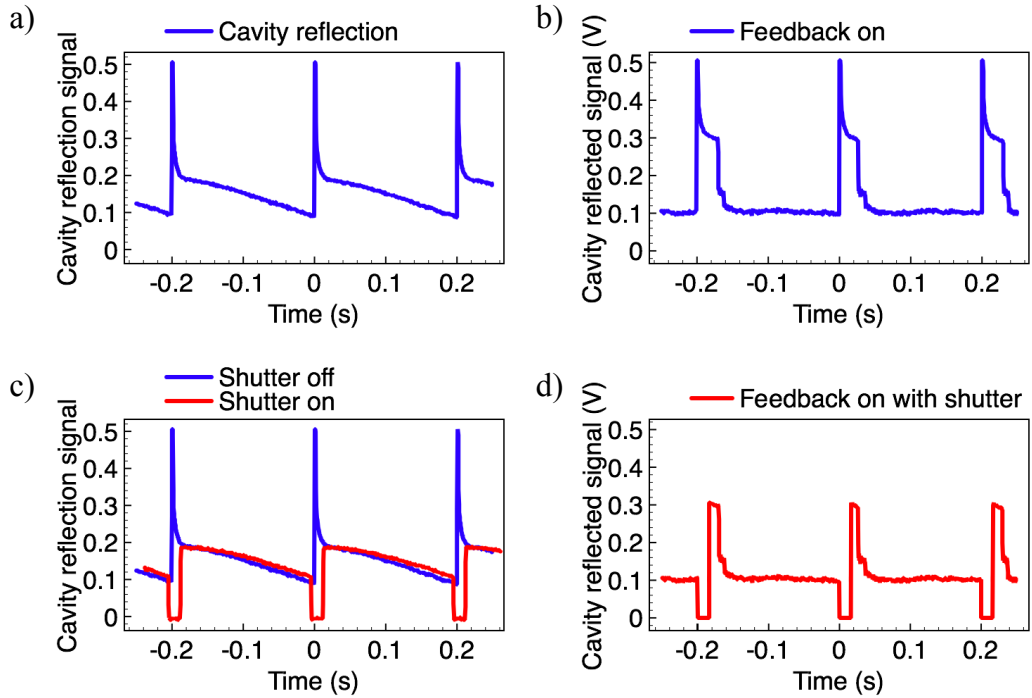 a)
Cavity reflection
Cavity reflection signal
0.5
0.4
0.3
0.2
0.1
0
-0.2 -0.1 0 0.1 0.2
Time (s)
b)
Feedback on
Cavity reflected signal (V)
0.5
0.4
0.3
0.2
0.1
0
-0.2 -0.1 0 0.1 0.2
Time (s)
c)
Shutter off
Shutter on
Cavity reflection signal
0.5
0.4
0.3
0.2
0.1
0
-0.2 -0.1 0 0.1 0.2
Time (s)
d)
Feedback on with shutter
Cavity reflected signal (V)
0.5
0.4
0.3
0.2
0.1
0
-0.2 -0.1 0 0.1 0.2
Time (s)